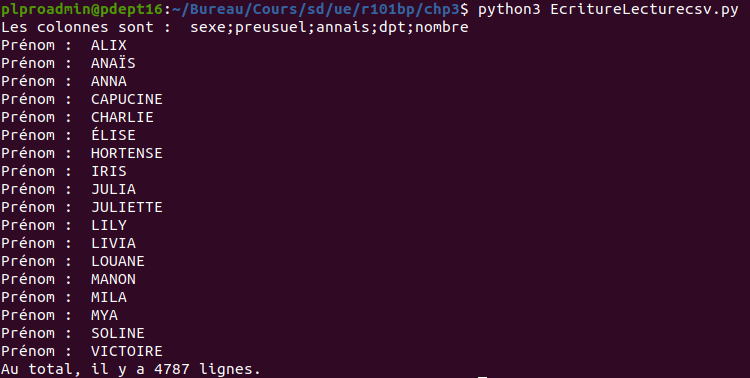 plproadmin@pdept16:~/Bureau/Cours/sd/ue/r101bp/chp3$ python3 EcritureLecturecsv.py
Les colonnes sont :  sexe;preusuel;annais;dpt;nombre
Prénom :  ALIX
Prénom :  ANAÏS
Prénom :  ANNA
Prénom :  CAPUCINE
Prénom :  CHARLIE
Prénom :  ÉLISE
Prénom :  HORTENSE
Prénom :  IRIS
Prénom :  JULIA
Prénom :  JULIETTE
Prénom :  LILY
Prénom :  LIVIA
Prénom :  LOUANE
Prénom :  MANON
Prénom :  MILA
Prénom :  MYA
Prénom :  SOLINE
Prénom :  VICTOIRE
Au total, il y a 4787 lignes.